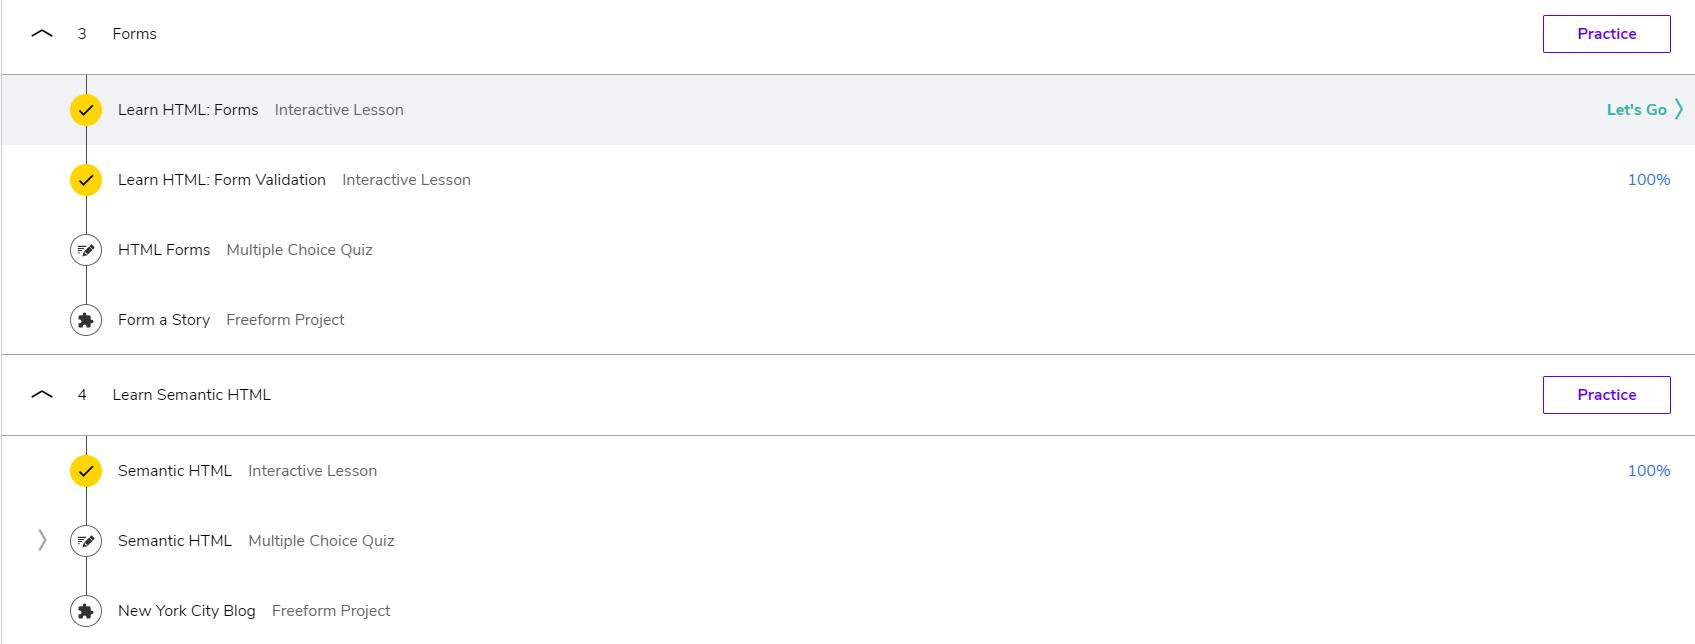 3 Forms Practice
Learn HTML: Forms Interactive Lesson Let's Go
Learn HTML: Form Validation Interactive Lesson 100%
HTML Forms Multiple Choice Quiz
Form a Story Freeform Project
4 Learn Semantic HTML Practice
Semantic HTML Interactive Lesson 100%
Semantic HTML Multiple Choice Quiz
New York City Blog Freeform Project